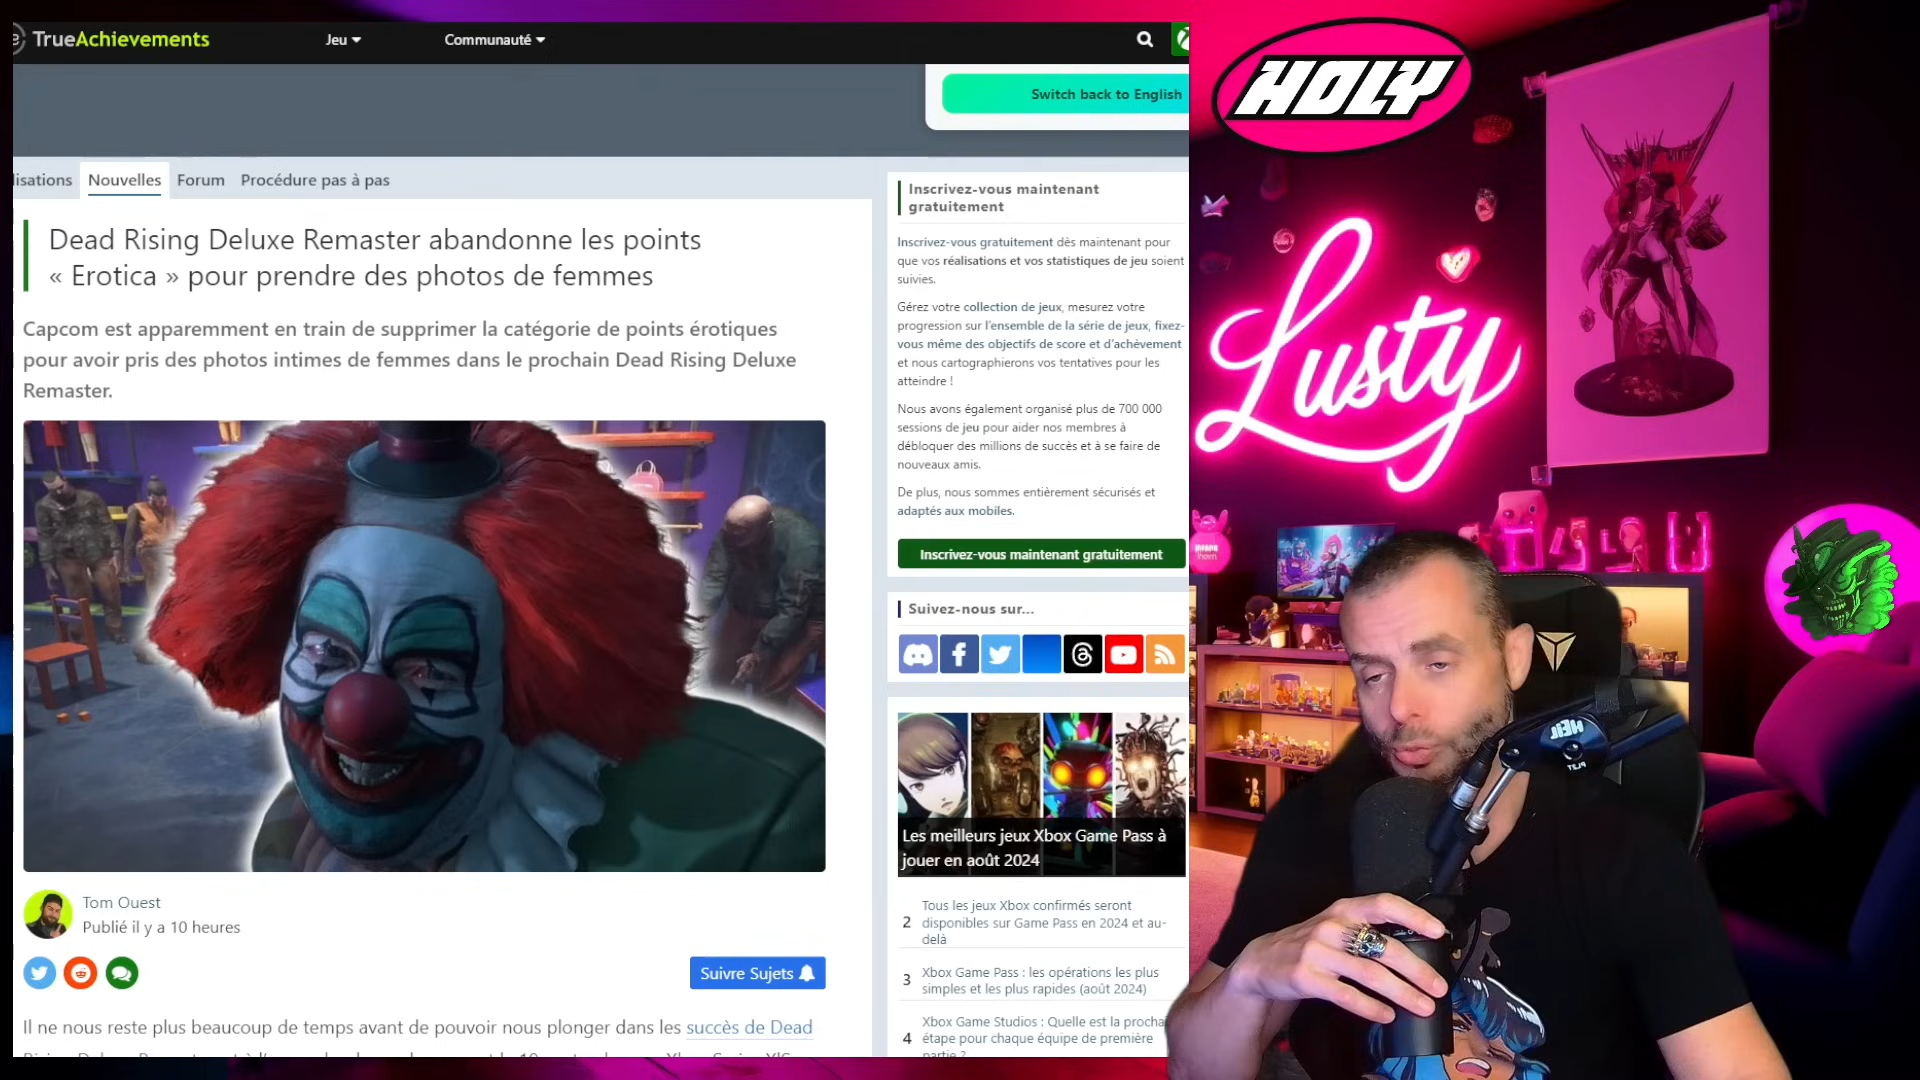 TrueAchievements
Jeu
Communauté
Switch back to English
lisations
Nouvelles
Forum
Procédure pas à pas
Dead Rising Deluxe Remaster abandonne les points
« Erotica » pour prendre des photos de femmes
Capcom est apparemment en train de supprimer la catégorie de points érotiques
pour avoir pris des photos intimes de femmes dans le prochain Dead Rising Deluxe
Remaster.
Tom Ouest
Publié il y a 10 heures
Suivre Sujets
Il ne nous reste plus beaucoup de temps avant de pouvoir nous plonger dans les succès de Dead
Inscrivez-vous maintenant
gratuitement
Inscrivez-vous gratuitement dès maintenant pour
que vos réalisations et vos statistiques de jeu soient
suivies.
Gérez votre collection de jeux, mesurez votre
progression sur l'ensemble de la série de jeux, fixez-
vous même des objectifs de score et d'achèvement
et nous cartographierons vos tentatives pour les
atteindre !
Nous avons également organisé plus de 700 000
sessions de jeu pour aider nos membres à
débloquer des millions de succès et à se faire de
nouveaux amis.
De plus, nous sommes entièrement sécurisés et
adaptés aux mobiles.
Inscrivez-vous maintenant gratuitement
Suivez-nous sur...
Les meilleurs jeux Xbox Game Pass à
jouer en août 2024
2
Tous les jeux Xbox confirmés seront
disponibles sur Game Pass en 2024 et au-
delà
3
Xbox Game Pass : les opérations les plus
simples et les plus rapides (août 2024)
4
Xbox Game Studios : Quelle est la procha
étape pour chaque équipe de première
partie ?
HOLY
Lusty